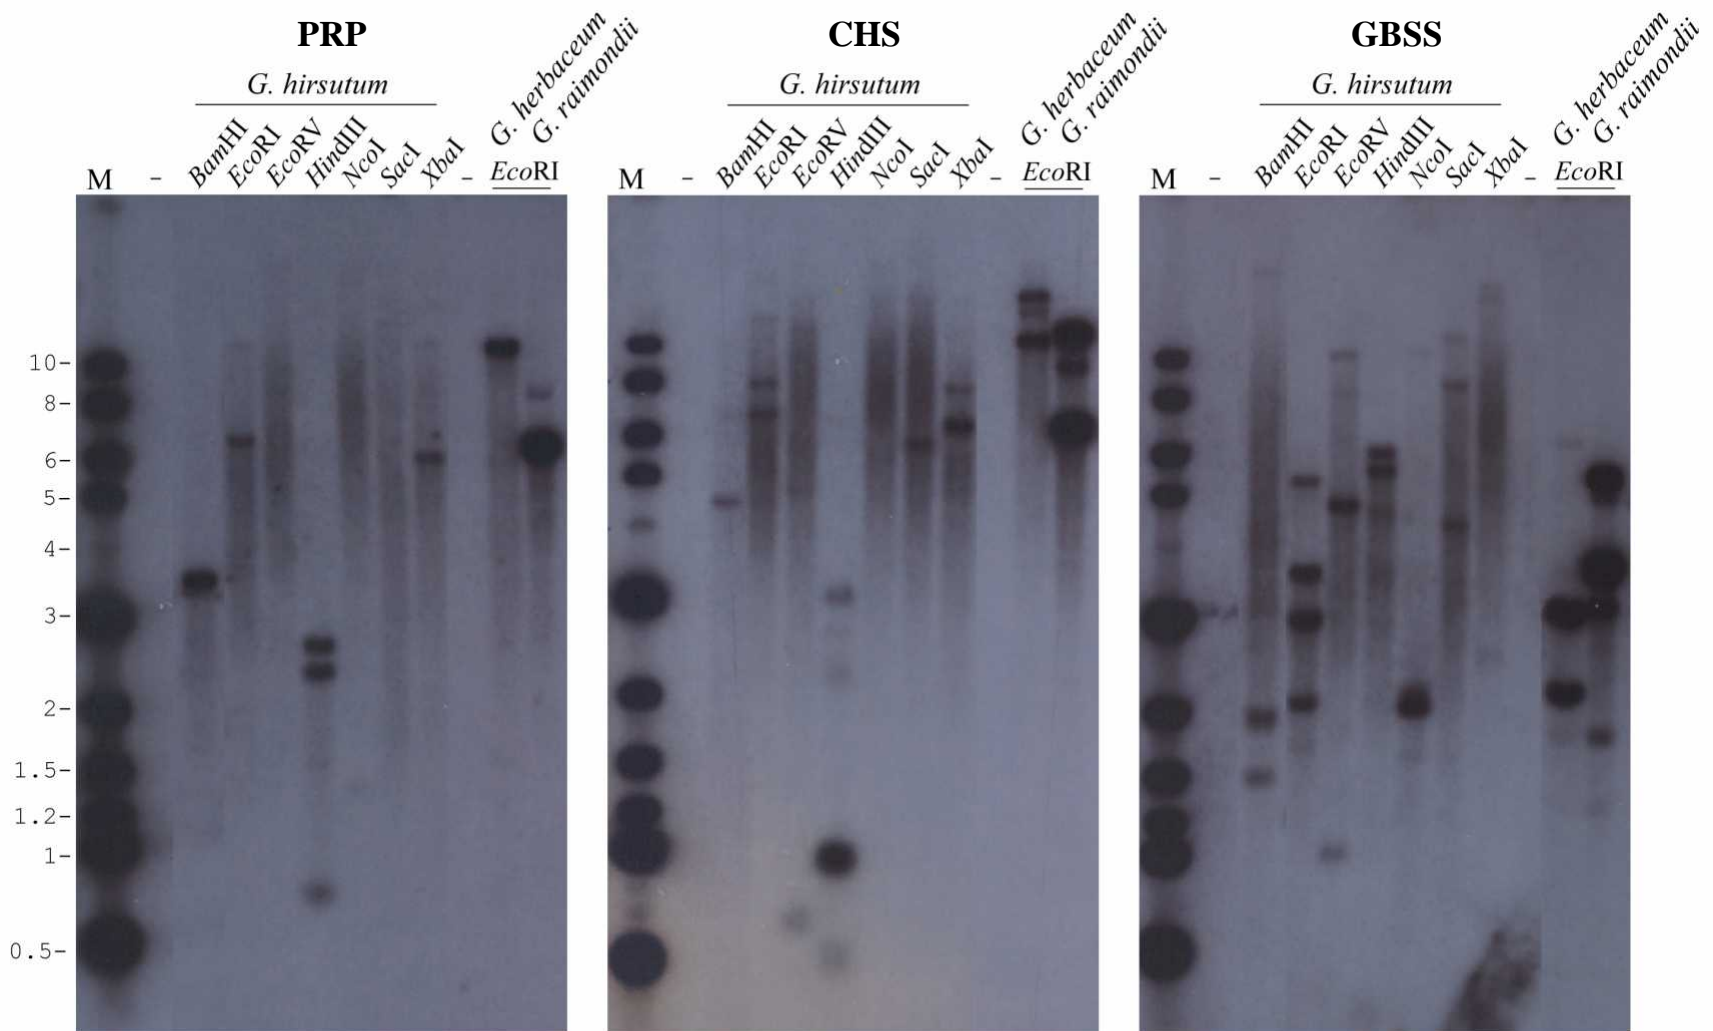 PRP
G. hirsutum
G. herbaceum
G. raimondii
M - BamHI EcoRI EcoRV HindIII NcoI SacI XbaI - EcoRI
CHS
G. hirsutum
G. herbaceum
G. raimondii
M - BamHI EcoRI EcoRV HindIII NcoI SacI XbaI - EcoRI
GBSS
G. hirsutum
G. herbaceum
G. raimondii
M - BamHI EcoRI EcoRV HindIII NcoI SacI XbaI - EcoRI
10-
8-
6-
5-
4-
3-
2-
1.5-
1.2-
1-
0.5-